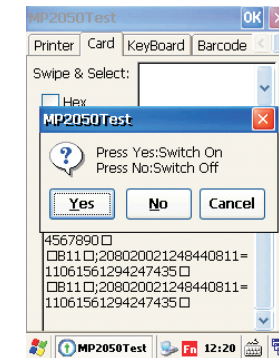 MP2050Test OK
Printer Card KeyBoard Barcode
Swipe & Select:
Hex
MP2050Test
Press Yes:Switch On
Press No:Switch Off
Yes No Cancel
4567890□
□B11□;208020021248440811=
11061561294247435□
□B11□;208020021248440811=
11061561294247435□
MP2050Test Fn 12:20